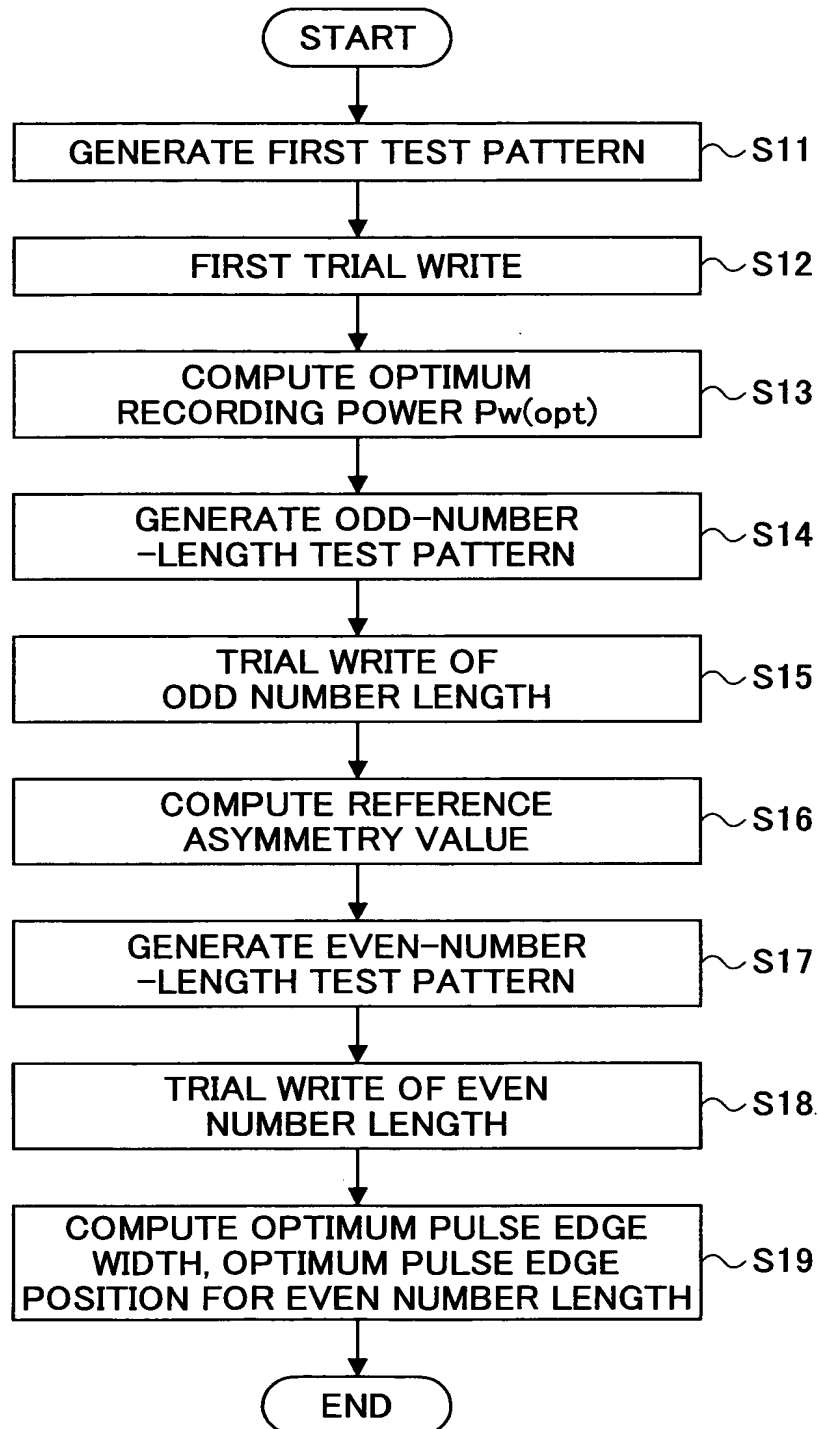 START
GENERATE FIRST TEST PATTERN
S11
FIRST TRIAL WRITE
S12
COMPUTE OPTIMUM
RECORDING POWER Pw(opt)
S13
GENERATE ODD-NUMBER
-LENGTH TEST PATTERN
S14
TRIAL WRITE OF
ODD NUMBER LENGTH
S15
COMPUTE REFERENCE
ASYMMETRY VALUE
S16
GENERATE EVEN-NUMBER
-LENGTH TEST PATTERN
S17
TRIAL WRITE OF EVEN
NUMBER LENGTH
S18
COMPUTE OPTIMUM PULSE EDGE
WIDTH, OPTIMUM PULSE EDGE
POSITION FOR EVEN NUMBER LENGTH
S19
END